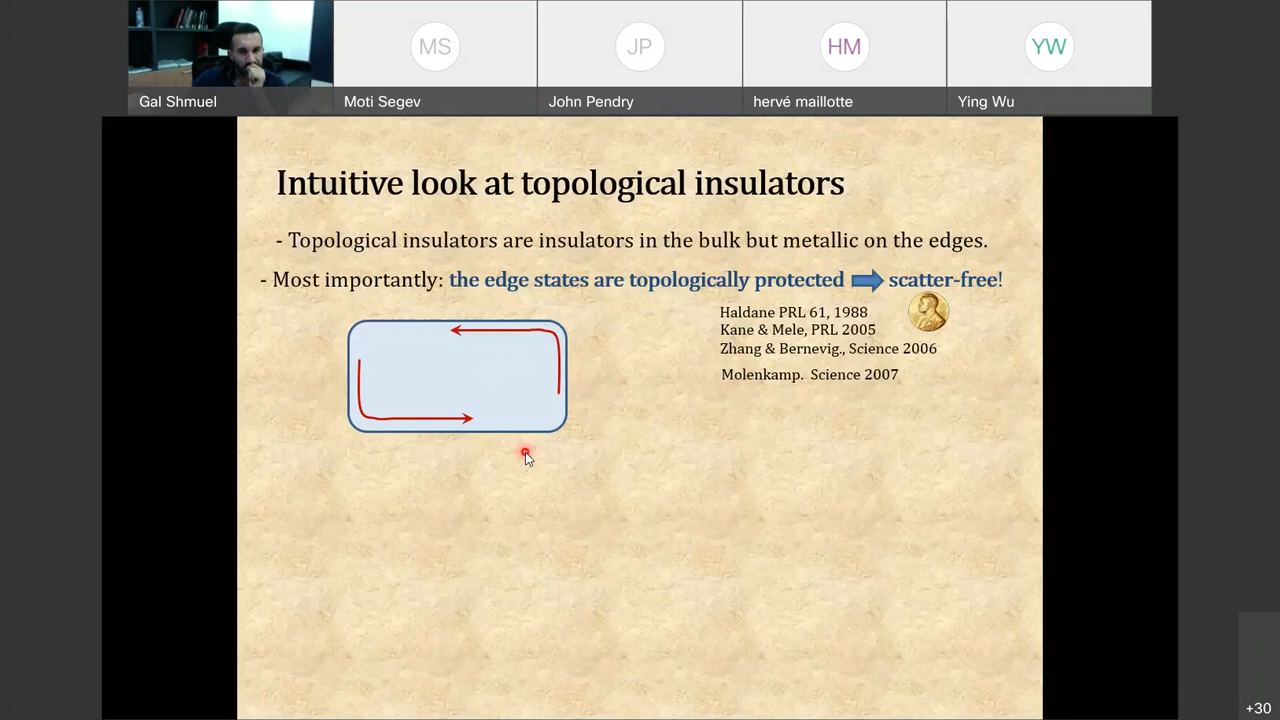 MS
JP
HM
YW
Gal Shmuel
Moti Segev
John Pendry
hervé maillotte
Ying Wu
Intuitive look at topological insulators
- Topological insulators are insulators in the bulk but metallic on the edges.
- Most importantly: the edge states are topologically protected scatter-free!
Haldane PRL 61, 1988
Kane & Mele, PRL 2005
Zhang & Bernevig., Science 2006
Molenkamp. Science 2007
+30